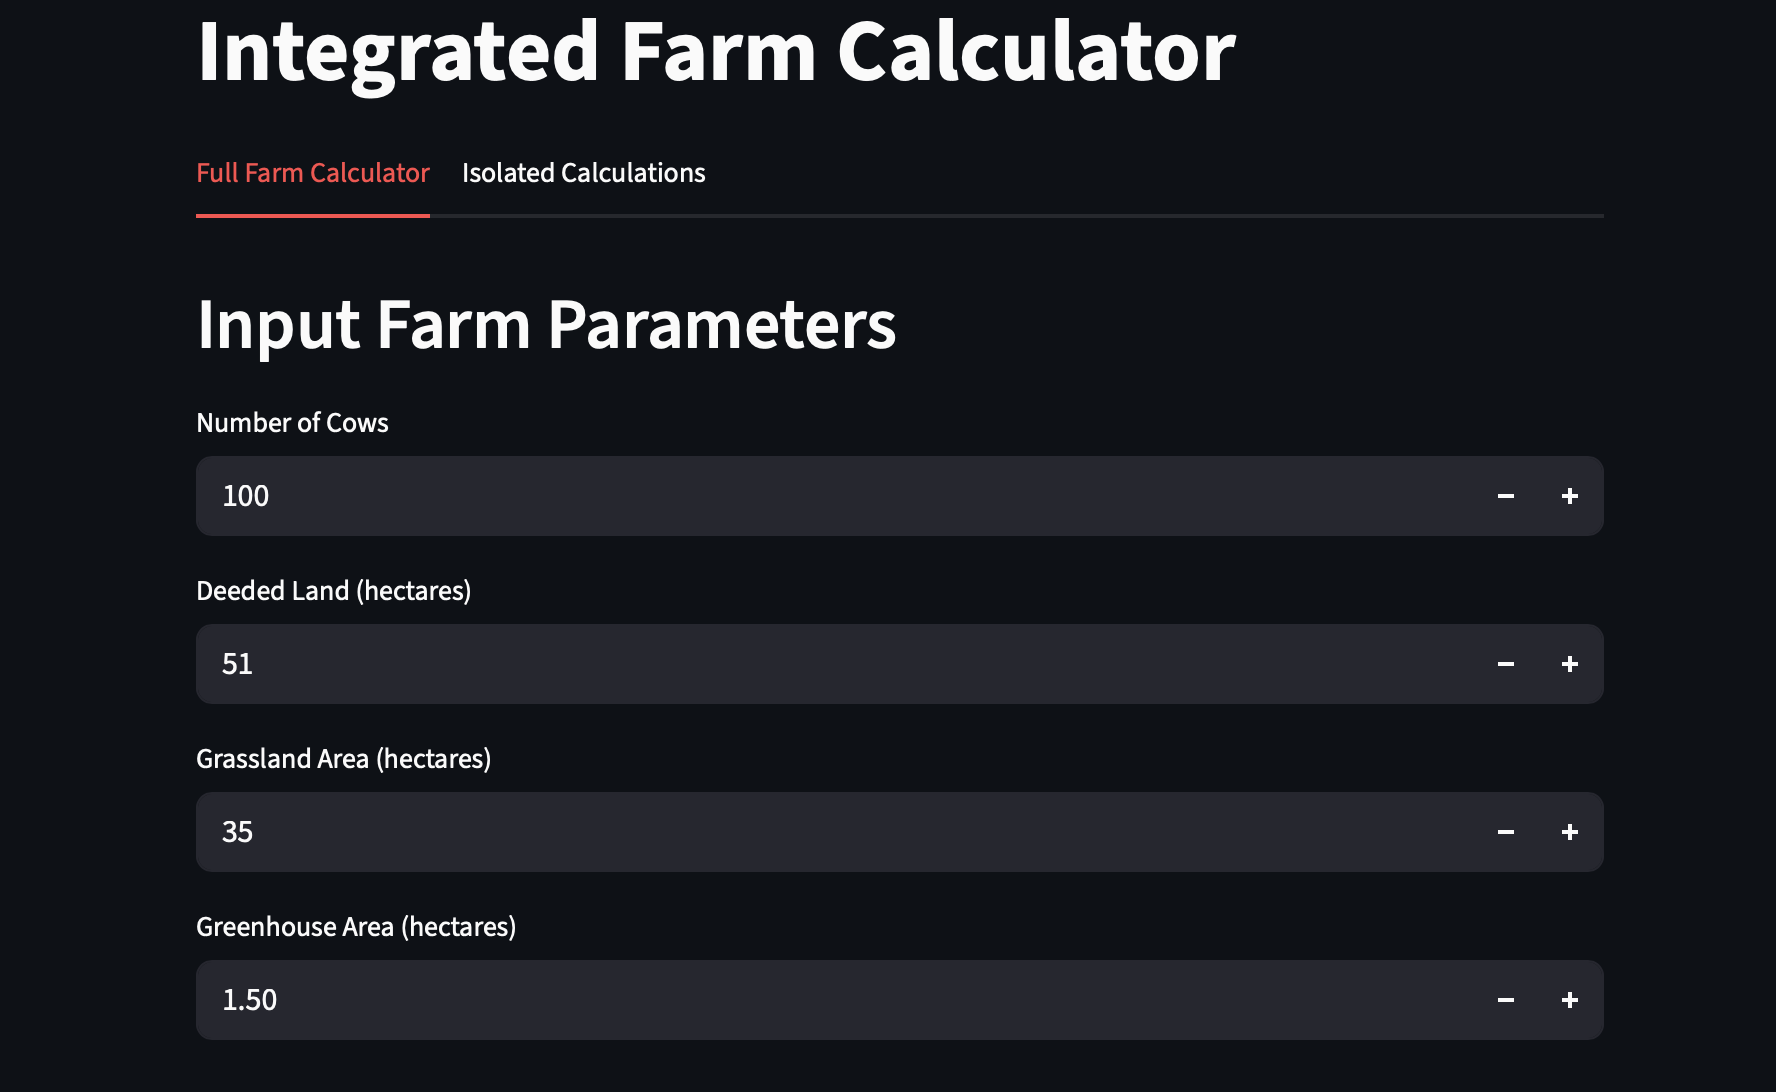 Integrated Farm Calculator
Full Farm Calculator Isolated Calculations
Input Farm Parameters
Number of Cows
100 − +
Deeded Land (hectares)
51 − +
Grassland Area (hectares)
35 − +
Greenhouse Area (hectares)
1.50 − +